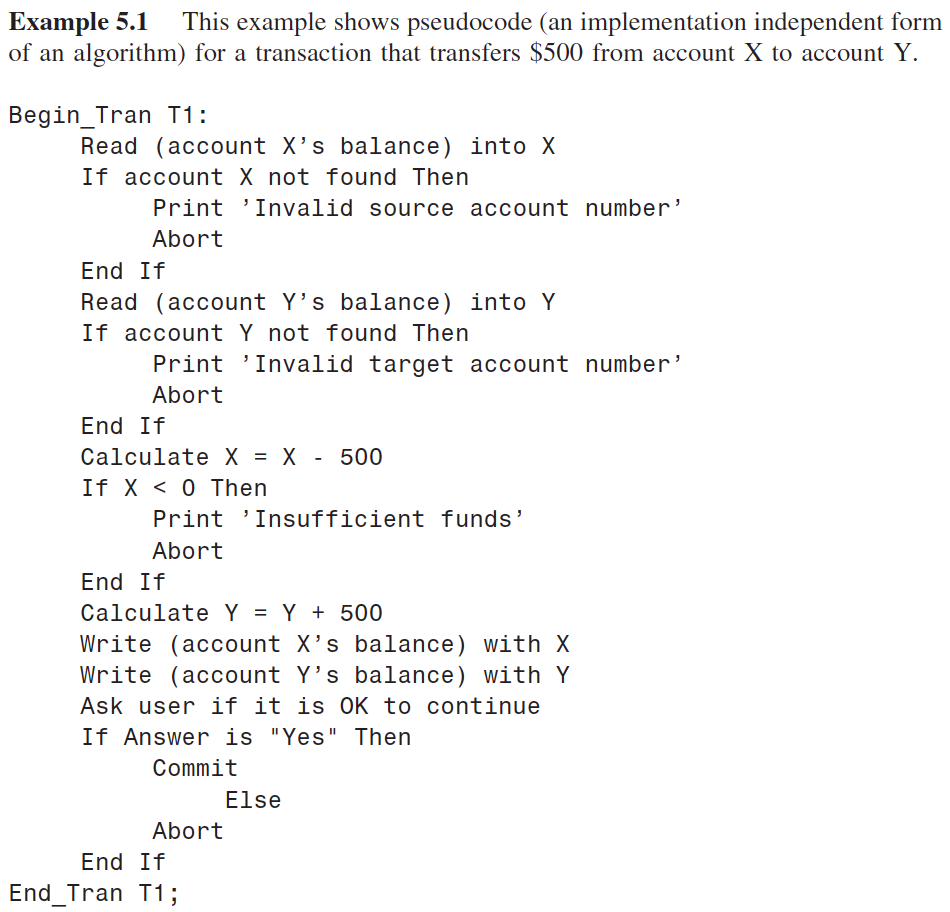 Example 5.1 This example shows pseudocode (an implementation independent form
of an algorithm) for a transaction that transfers $500 from account X to account Y.
Begin_Tran T1:
Read (account X’s balance) into X
If account X not found Then
Print ’Invalid source account number’
Abort
End If
Read (account Y’s balance) into Y
If account Y not found Then
Print ’Invalid target account number’
Abort
End If
Calculate X = X - 500
If X < 0 Then
Print ’Insufficient funds’
Abort
End If
Calculate Y = Y + 500
Write (account X’s balance) with X
Write (account Y’s balance) with Y
Ask user if it is OK to continue
If Answer is "Yes" Then
Commit
Else
Abort
End If
End_Tran T1;